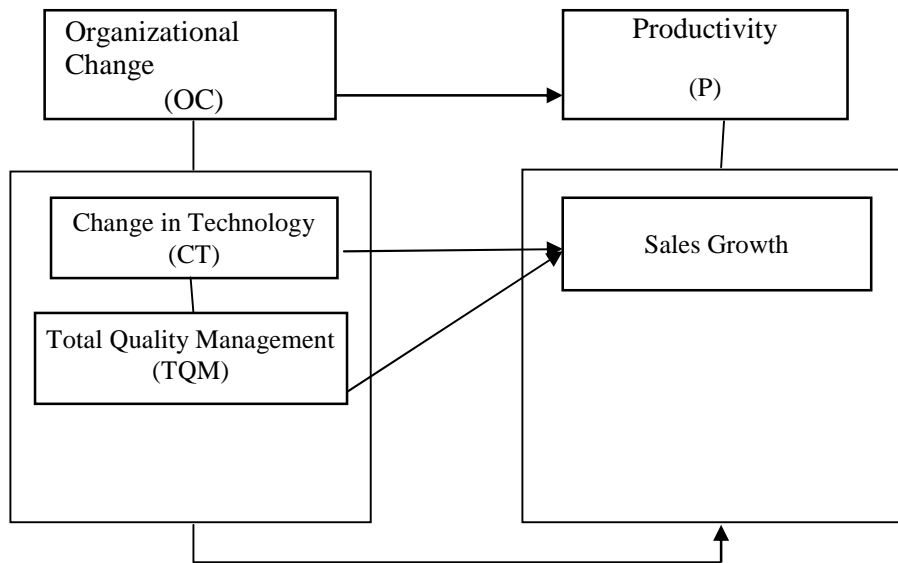 Organizational
Change
(OC)
Productivity
(P)
Change in Technology
(CT)
Total Quality Management
(TQM)
Sales Growth